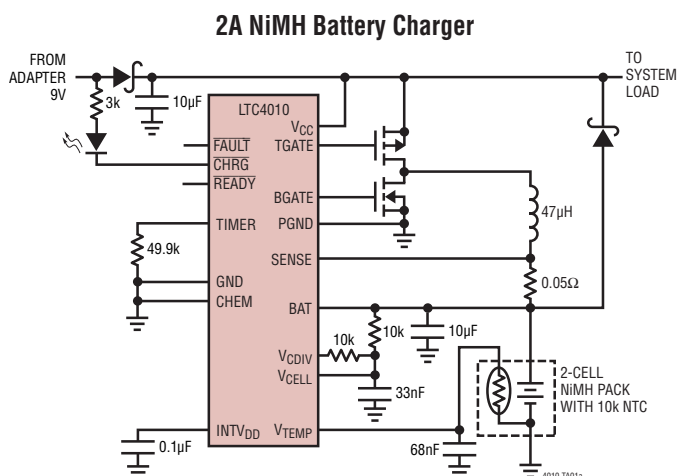 2A NiMH Battery Charger
FROM
ADAPTER
9V
TO
SYSTEM
LOAD
3k
10µF
LTC4010
VCC
FAULT
TGATE
CHRG
READY
BGATE
47µH
TIMER
PGND
49.9k
SENSE
0.05Ω
GND
CHEM
BAT
10k
10k
10µF
VCDIV
VCELL
33nF
2-CELL
NiMH PACK
WITH 10k NTC
INTVDD
VTEMP
0.1µF
68nF
4010 TA01a